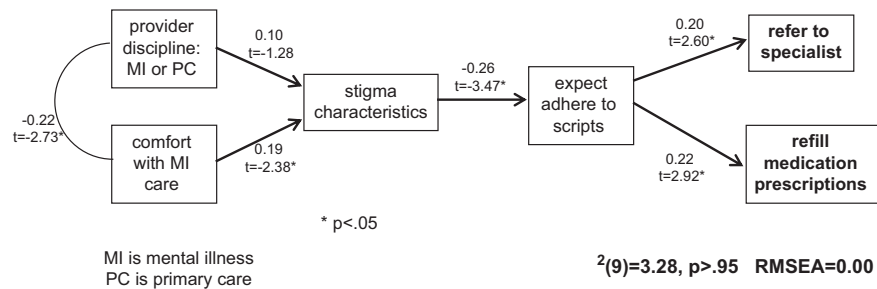 provider
discipline:
MI or PC
-0.22
t=-2.73*
comfort
with MI
care
0.10
t=-1.28
0.19
t=-2.38*
stigma
characteristics
-0.26
t=-3.47*
expect
adhere to
scripts
0.20
t=2.60*
0.22
t=2.92*
refer to
specialist
refill
medication
prescriptions
* p<.05
MI is mental illness
PC is primary care
²(9)=3.28, p>.95 RMSEA=0.00